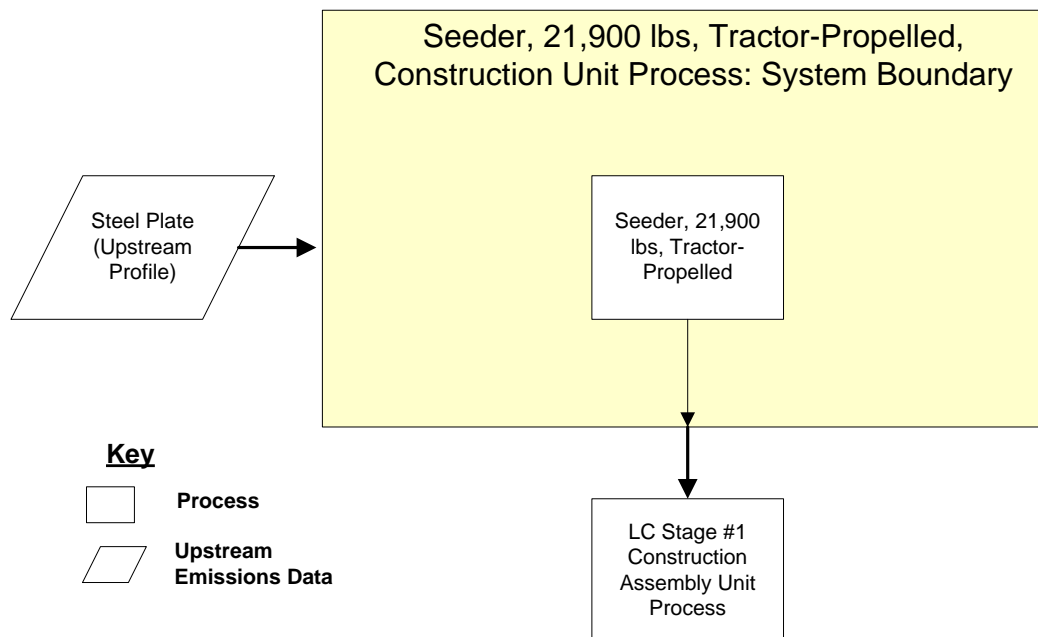 Seeder, 21,900 lbs, Tractor-Propelled,
Construction Unit Process: System Boundary
Steel Plate
(Upstream
Profile)
Seeder, 21,900
lbs, Tractor-
Propelled
Key
Process
Upstream
Emissions Data
LC Stage #1
Construction
Assembly Unit
Process